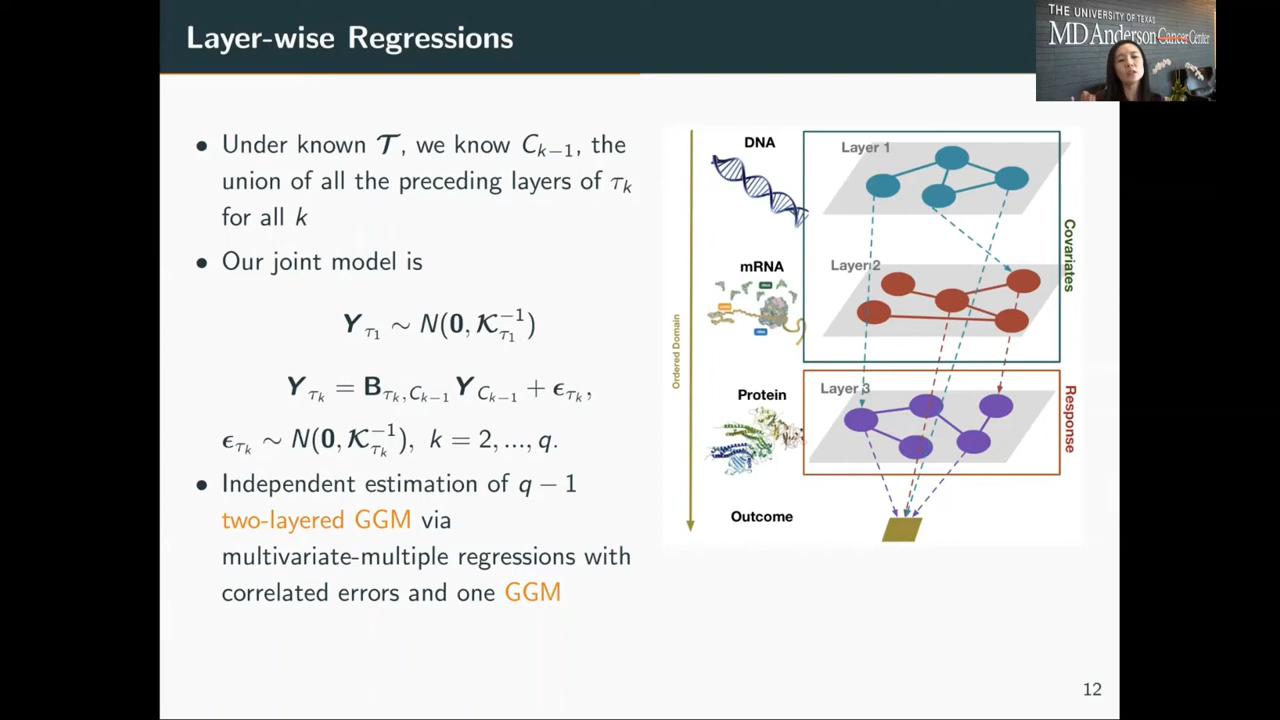 Layer-wise Regressions
THE UNIVERSITY OF TEXAS
MD Anderson Cancer Center
• Under known 𝓣, we know C_{k−1}, the
union of all the preceding layers of τ_k
for all k
• Our joint model is
Y_{τ_1} ∼ N(0, 𝒦_{τ_1}^{−1})
Y_{τ_k} = B_{τ_k,C_{k−1}} Y_{C_{k−1}} + ϵ_{τ_k},
ϵ_{τ_k} ∼ N(0, 𝒦_{τ_k}^{−1}), k = 2, ..., q.
• Independent estimation of q − 1
two-layered GGM via
multivariate-multiple regressions with
correlated errors and one GGM
DNA
Layer 1
mRNA
Layer 2
Covariates
Ordered Domain
Protein
Layer 3
Response
Outcome
12